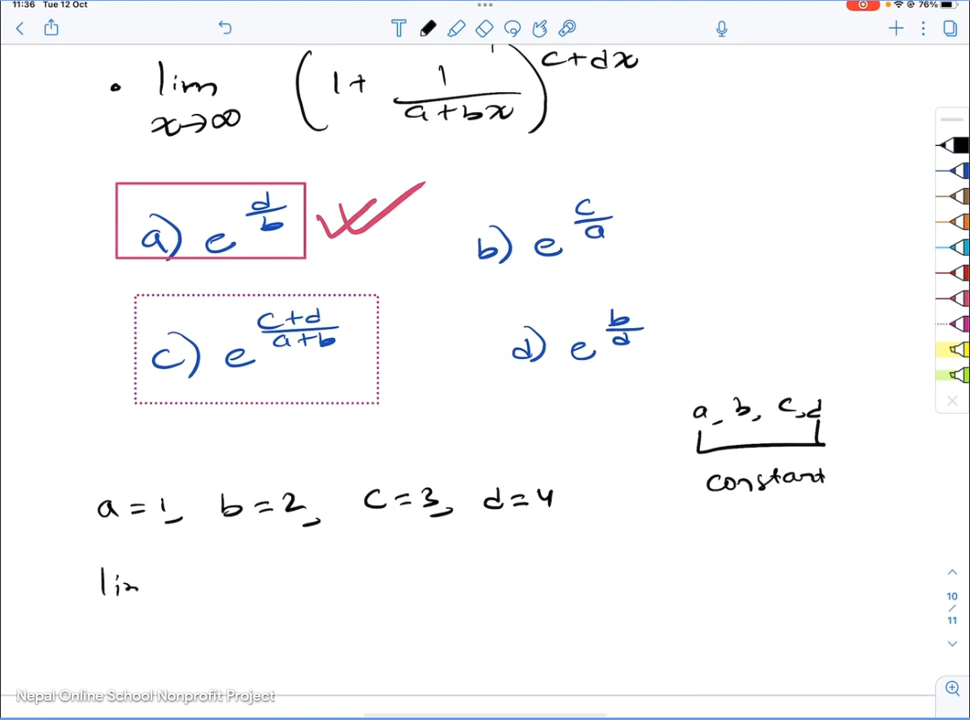 11:36 Tue 12 Oct
76%
T
• lim x→∞ (1 + 1/(a+bx))^(c+dx)
a) e^(d/b)
b) e^(c/a)
c) e^((c+d)/(a+b))
d) e^(b/d)
a, b, c, d
constant
a = 1, b = 2, c = 3, d = 4
lim
10
/
11
Nepal Online School Nonprofit Project